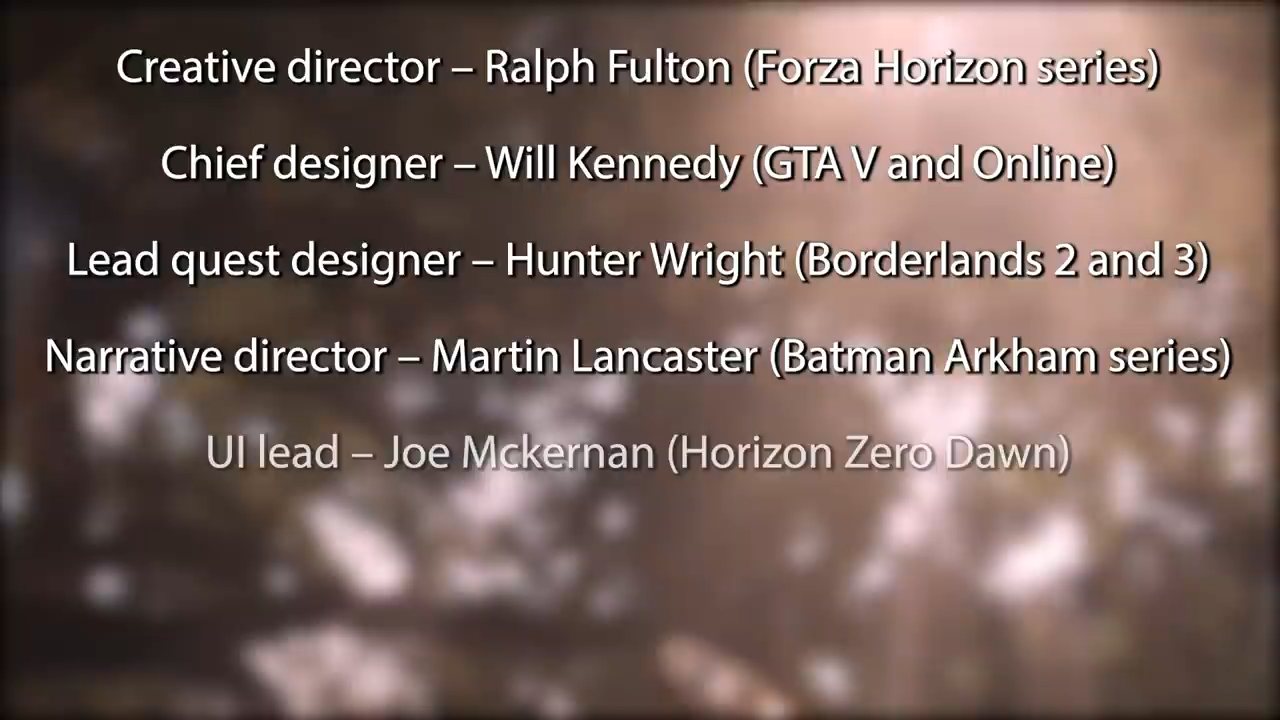 Creative director – Ralph Fulton (Forza Horizon series)
Chief designer – Will Kennedy (GTA V and Online)
Lead quest designer – Hunter Wright (Borderlands 2 and 3)
Narrative director – Martin Lancaster (Batman Arkham series)
UI lead – Joe Mckernan (Horizon Zero Dawn)